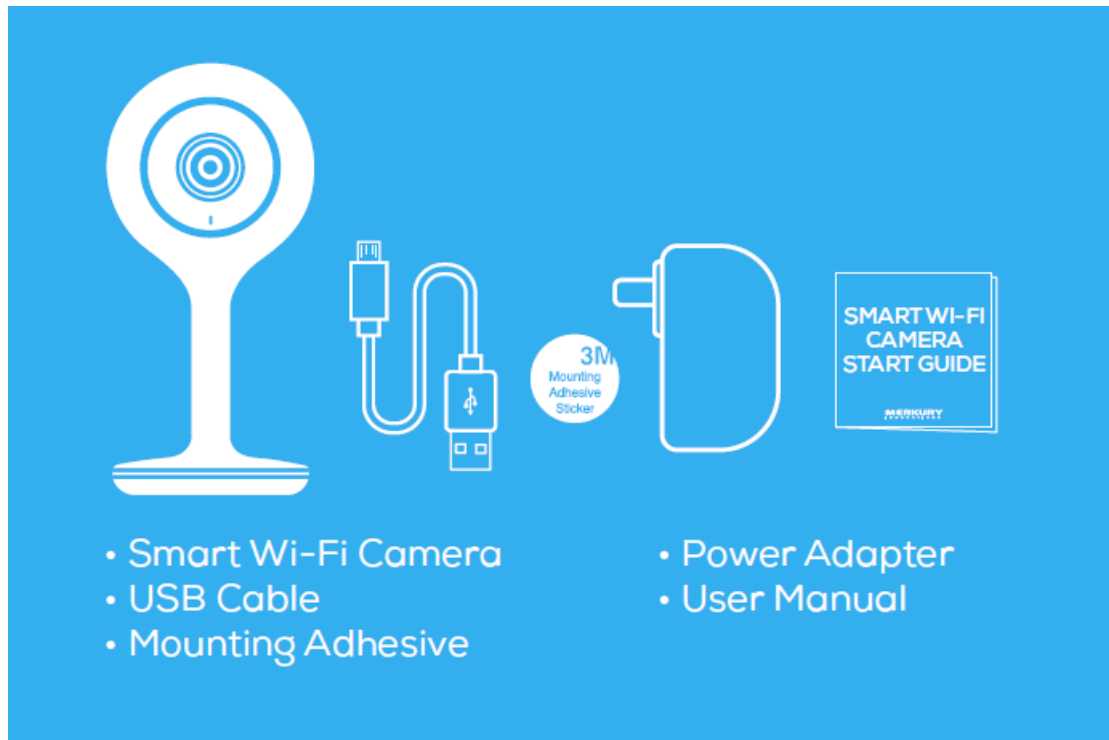 3M
Mounting
Adhesive
Sticker
SMART WI-FI
CAMERA
START GUIDE
MERKURY
• Smart Wi-Fi Camera
• USB Cable
• Mounting Adhesive
• Power Adapter
• User Manual